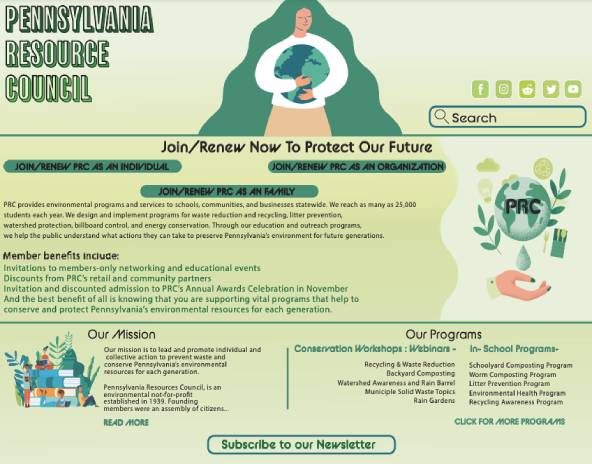 PENNSYLVANIA
RESOURCE
COUNCIL
Search
Join/Renew Now To Protect Our Future
JOIN/RENEW PRC AS AN INDIVIDUAL
JOIN/RENEW PRC AS AN ORGANIZATION
JOIN/RENEW PRC AS AN FAMILY
PRC provides environmental programs and services to schools, communities, and businesses statewide. We reach as many as 25,000
students each year. We design and implement programs for waste reduction and recycling, litter prevention,
watershed protection, billboard control, and energy conservation. Through our education and outreach programs,
we help the public understand what actions they can take to preserve Pennsylvania's environment for future generations.
PRC
Member benefits include:
Invitations to members-only networking and educational events
Discounts from PRC's retail and community partners
Invitation and discounted admission to PRC's Annual Awards Celebration in November
And the best benefit of all is knowing that you are supporting vital programs that help to
conserve and protect Pennsylvania's environmental resources for each generation.
Our Mission
Our mission is to lead and promote individual and
collective action to prevent waste and
conserve Pennsylvania's environmental
resources for each generation.
Pennsylvania Resources Council, is an
environmental not-for-profit
established in 1939. Founding
members were an assembly of citizens...
READ MORE
Our Programs
Conservation Workshops : Webinars -
Recycling & Waste Reduction
Backyard Composting
Watershed Awareness and Rain Barrel
Municiple Solid Waste Topics
Rain Gardens
In- School Programs-
Schoolyard Composting Program
Worm Composting Program
Litter Prevention Program
Environmental Health Program
Recycling Awareness Program
CLICK FOR MORE PROGRAMS
Subscribe to our Newsletter